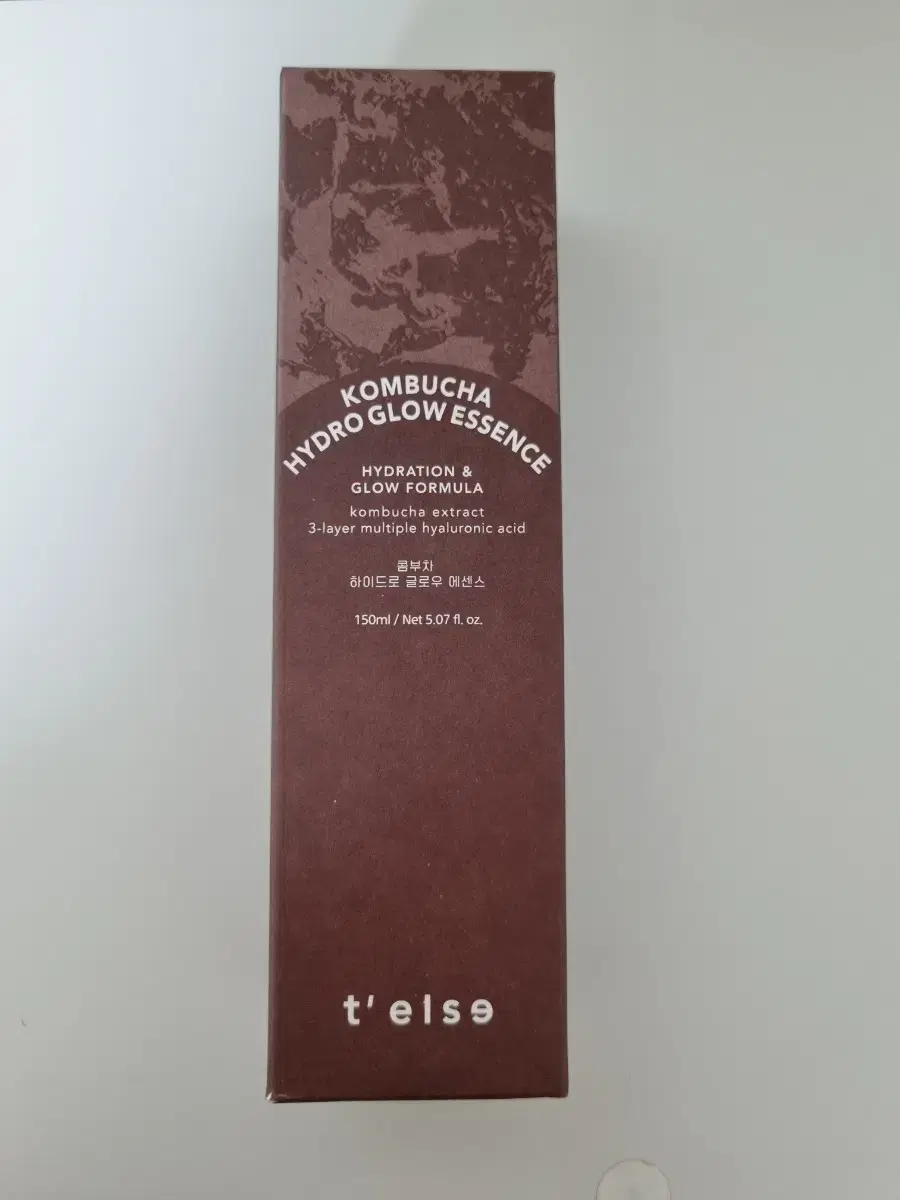 KOMBUCHA
HYDRO GLOW ESSENCE
HYDRATION &
GLOW FORMULA
kombucha extract
3-layer multiple hyaluronic acid
콤부차
하이드로 글로우 에센스
150ml / Net 5.07 fl. oz.
t' else